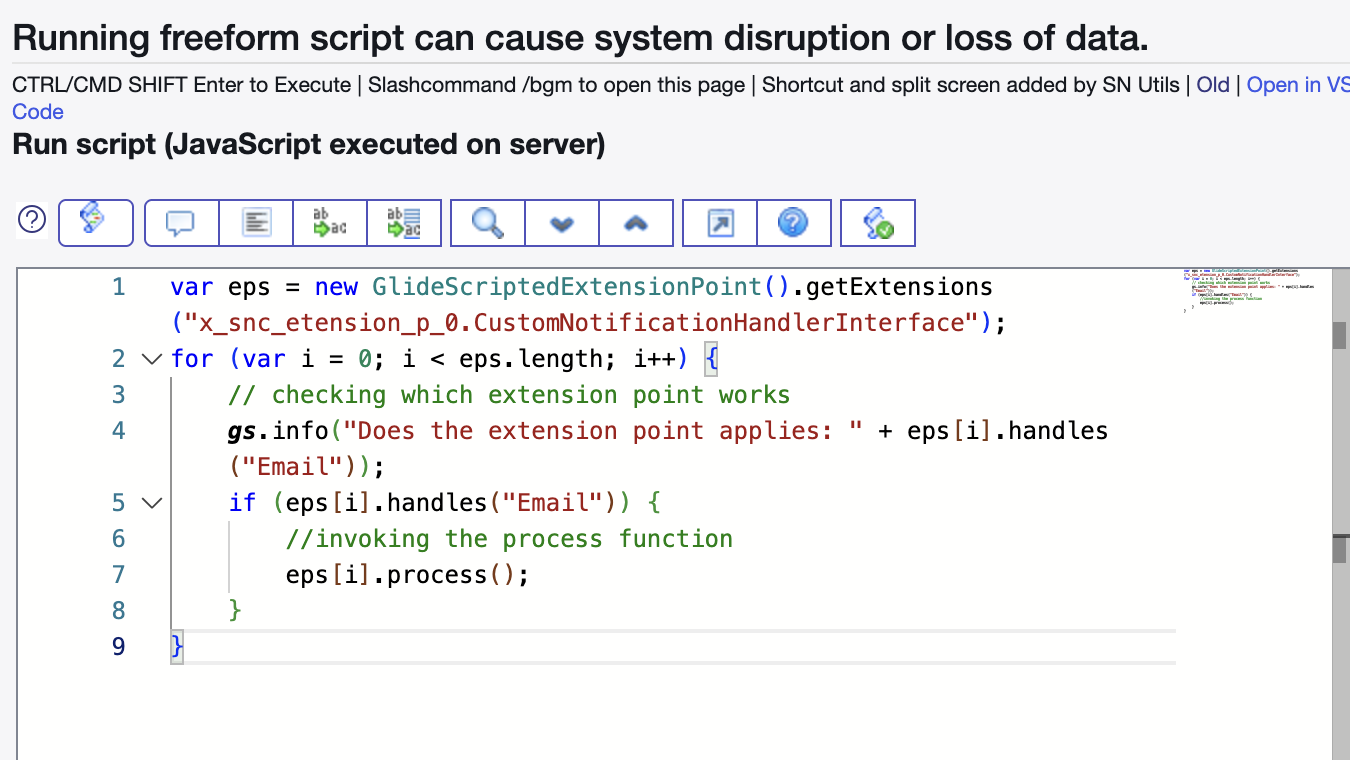 Running freeform script can cause system disruption or loss of data.
CTRL/CMD SHIFT Enter to Execute | Slashcommand /bgm to open this page | Shortcut and split screen added by SN Utils | Old | Open in VS
Code
Run script (JavaScript executed on server)
1 var eps = new GlideScriptedExtensionPoint().getExtensions
("x_snc_etension_p_0.CustomNotificationHandlerInterface");
2 for (var i = 0; i < eps.length; i++) {
3 // checking which extension point works
4 gs.info("Does the extension point applies: " + eps[i].handles
("Email"));
5 if (eps[i].handles("Email")) {
6 //invoking the process function
7 eps[i].process();
8 }
9 }